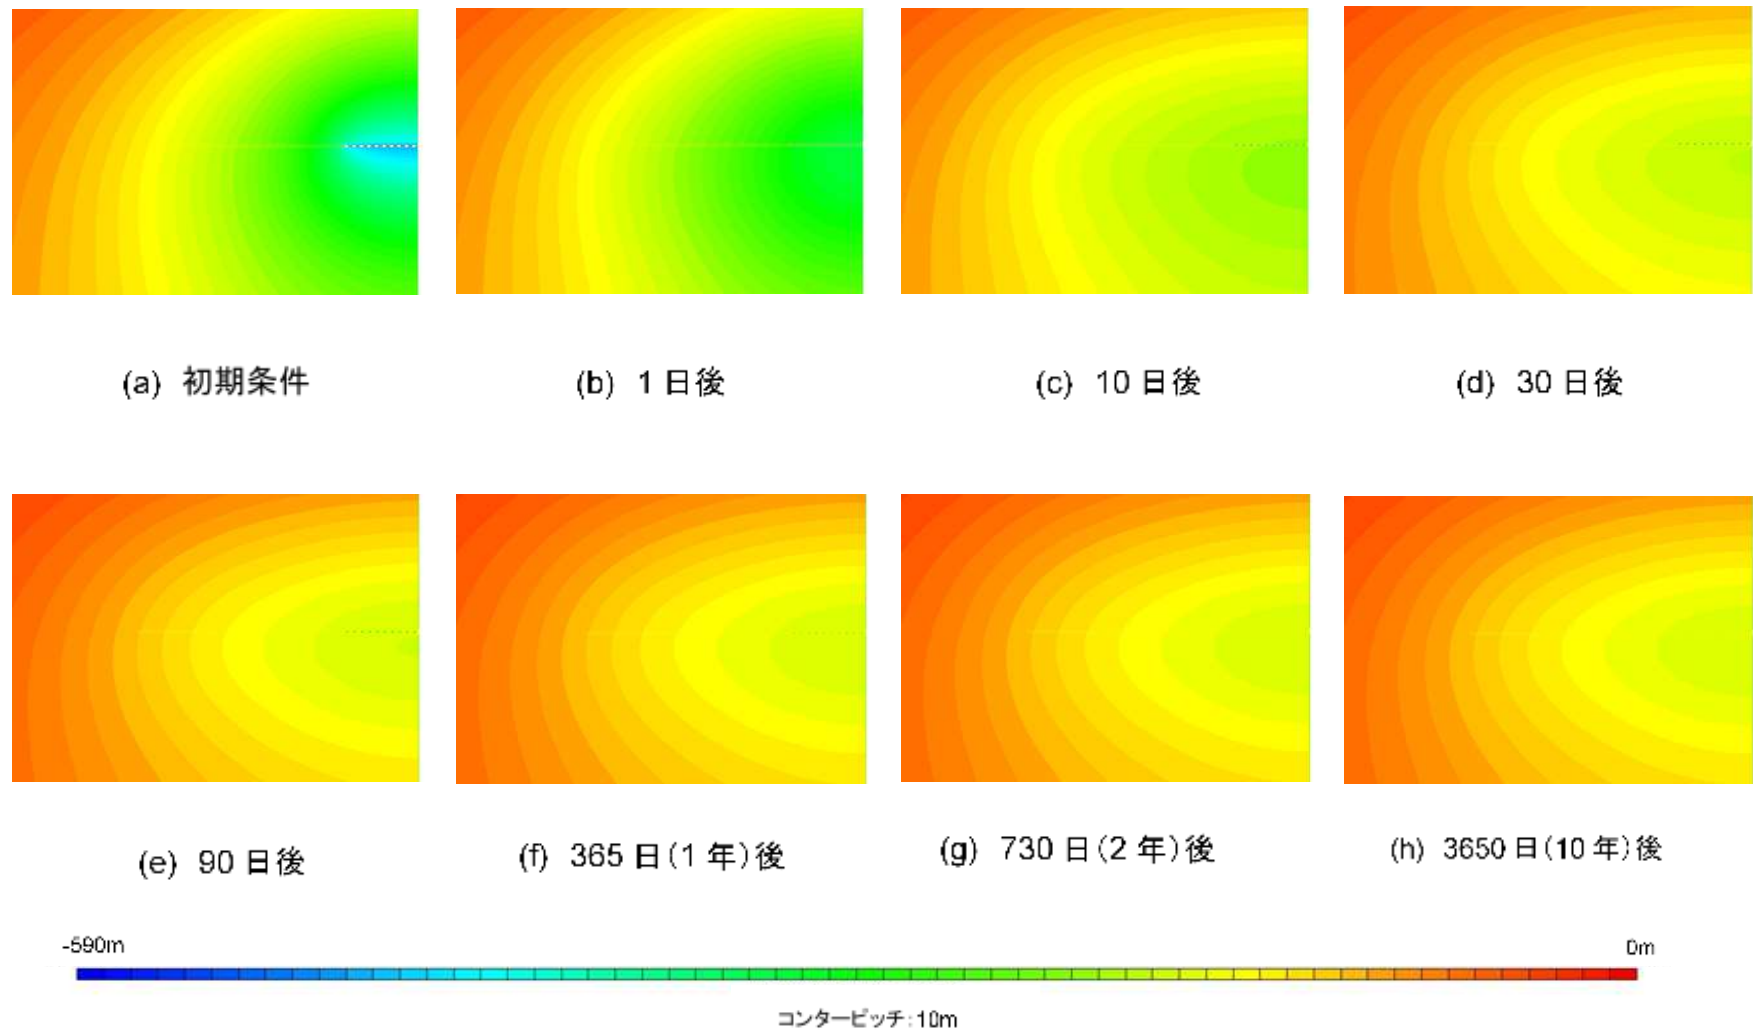 (a) 初期条件
(b) 1 日後
(c) 10 日後
(d) 30 日後
(e) 90 日後
(f) 365 日(1 年)後
(g) 730 日(2 年)後
(h) 3650 日(10 年)後
-590m
0m
コンターピッチ:10m